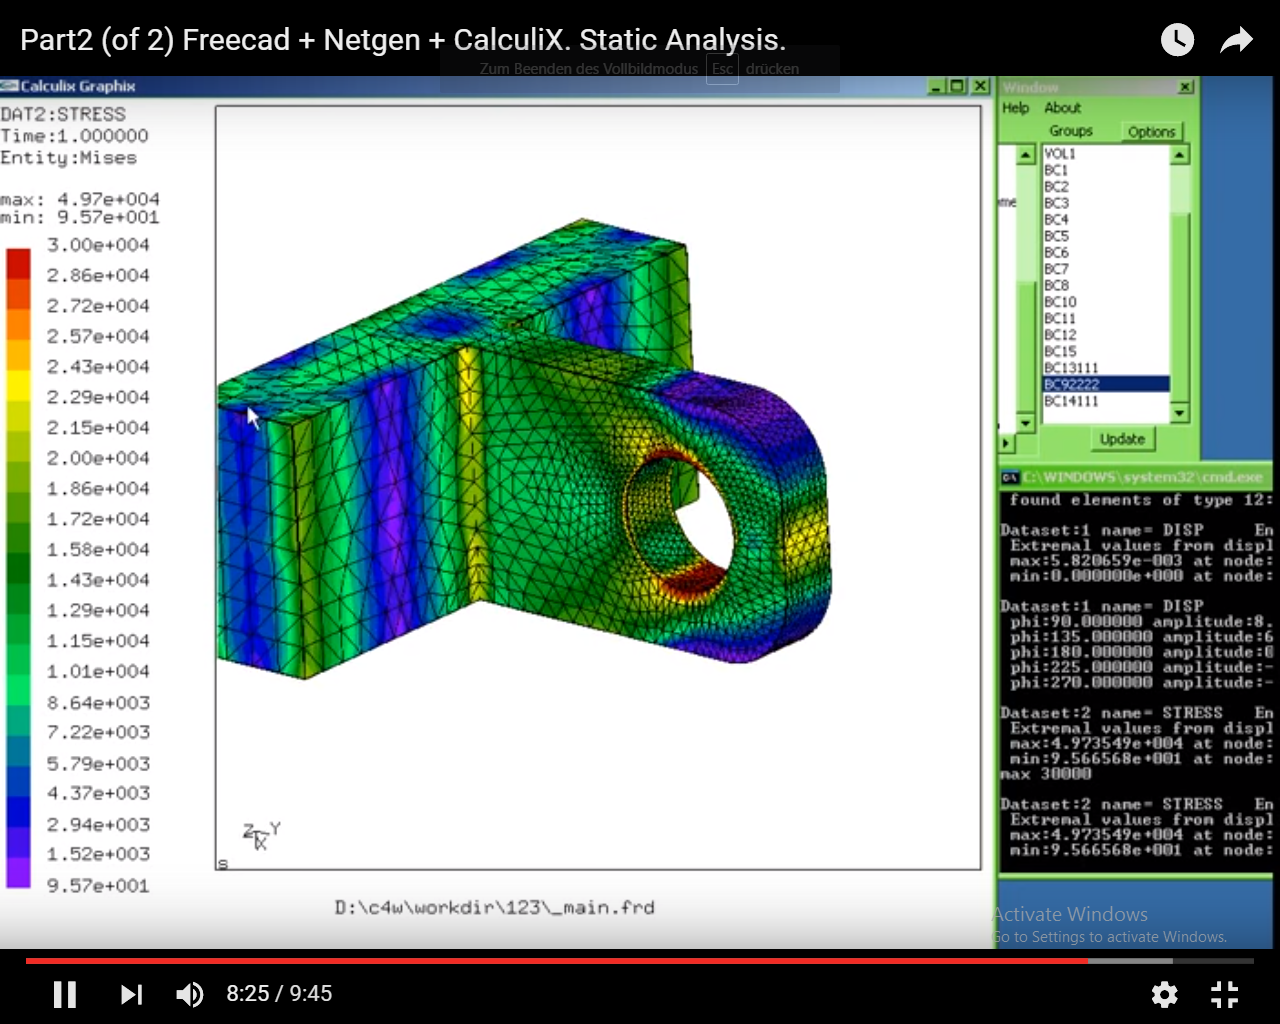 Part2 (of 2) Freecad + Netgen + CalculiX. Static Analysis.
Zum Beenden des Vollbildmodus Esc drücken
Calculix Graphix
DAT2:STRESS
Time:1.000000
Entity:Mises
max: 4.97e+004
min: 9.57e+001
3.00e+004
2.86e+004
2.72e+004
2.57e+004
2.43e+004
2.29e+004
2.15e+004
2.00e+004
1.86e+004
1.72e+004
1.58e+004
1.43e+004
1.29e+004
1.15e+004
1.01e+004
8.64e+003
7.22e+003
5.79e+003
4.37e+003
2.94e+003
1.52e+003
9.57e+001
Z Y
X
S
D:\c4w\workdir\123\_main.frd
Window
Help About
Groups Options
me
VOL1
BC1
BC2
BC3
BC4
BC5
BC6
BC7
BC8
BC10
BC11
BC12
BC15
BC13111
BC92222
BC14111
Update
C:\WINDOWS\system32\cmd.exe
found elements of type 12:
Dataset:1 name= DISP En
Extremal values from displ
max:5.820659e-003 at node:
min:0.000000e+000 at node:
Dataset:1 name= DISP
phi:90.000000 amplitude:8.
phi:135.000000 amplitude:6
phi:180.000000 amplitude:0
phi:225.000000 amplitude:-
phi:270.000000 amplitude:-
Dataset:2 name= STRESS En
Extremal values from displ
max:4.973549e+004 at node:
min:9.566568e+001 at node:
max 30000
Dataset:2 name= STRESS En
Extremal values from displ
max:4.973549e+004 at node:
min:9.566568e+001 at node:
Activate Windows
Go to Settings to activate Windows.
8:25 / 9:45